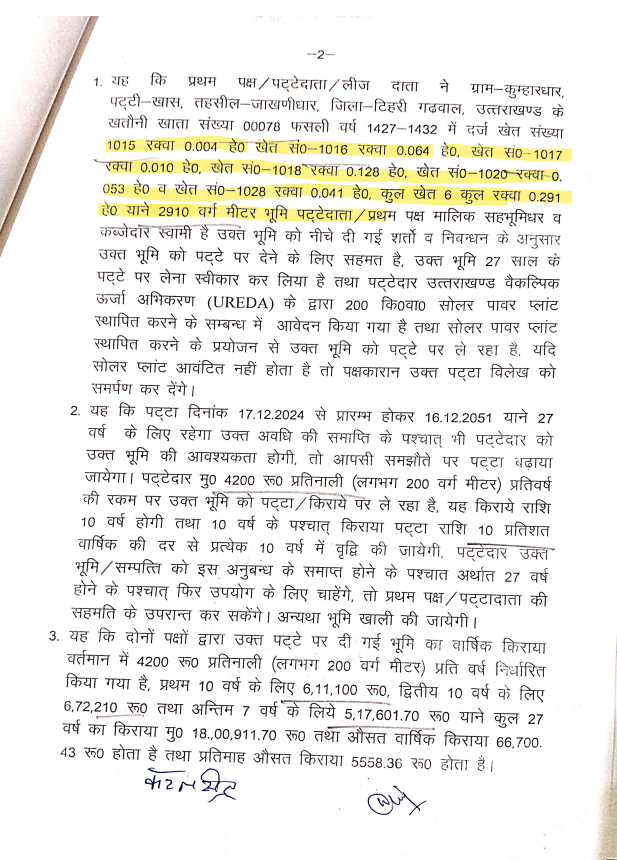 –2–
1. यह कि प्रथम पक्ष/पट्टेदाता/लीज दाता ने ग्राम-कुम्हारधार,
पट्टी-खास, तहसील-जाखणीधार, जिला-टिहरी गढवाल, उत्तराखण्ड के
खतौनी खाता संख्या 00078 फसली वर्ष 1427-1432 में दर्ज खेत संख्या
1015 रक्वा 0.004 हे0 खेत सं0-1016 रक्वा 0.064 हे0, खेत सं0-1017
रक्वा 0.010 हे0, खेत सं0-1018 रक्वा 0.128 हे0, खेत सं0-1020 रक्वा-0.
053 हे0 व खेत सं0-1028 रक्वा 0.041 हे0, कुल खेत 6 कुल रक्वा 0.291
हे0 याने 2910 वर्ग मीटर भूमि पट्टेदाता/प्रथम पक्ष मालिक सहभूमिधर व
कब्जेदार स्वामी है उक्त भूमि को नीचे दी गई शर्तो व निवन्धन के अनुसार
उक्त भूमि को पट्टे पर देने के लिए सहमत है, उक्त भूमि 27 साल के
पट्टे पर लेना स्वीकार कर लिया है तथा पट्टेदार उत्तराखण्ड वैकल्पिक
ऊर्जा अभिकरण (UREDA) के द्वारा 200 कि0वा0 सोलर पावर प्लांट
स्थापित करने के सम्बन्ध में आवेदन किया गया है तथा सोलर पावर प्लांट
स्थापित करने के प्रयोजन से उक्त भूमि को पट्टे पर ले रहा है, यदि
सोलर प्लांट आवंटित नहीं होता है तो पक्षकारान उक्त पट्टा विलेख को
समर्पण कर देंगे।
2. यह कि पट्टा दिनांक 17.12.2024 से प्रारम्भ होकर 16.12.2051 याने 27
वर्ष के लिए रहेगा उक्त अवधि की समाप्ति के पश्चात् भी पट्टेदार को
उक्त भूमि की आवश्यकता होगी, तो आपसी समझौते पर पट्टा बढ़ाया
जायेगा। पट्टेदार मु0 4200 रू0 प्रतिनाली (लगभग 200 वर्ग मीटर) प्रतिवर्ष
की रकम पर उक्त भूमि को पट्टा/किराये पर ले रहा है, यह किराये राशि
10 वर्ष होगी तथा 10 वर्ष के पश्चात् किराया पट्टा राशि 10 प्रतिशत
वार्षिक की दर से प्रत्येक 10 वर्ष में वृद्दि की जायेगी, पट्टेदार उक्त
भूमि/सम्पत्ति को इस अनुबन्ध के समाप्त होने के पश्चात अर्थात 27 वर्ष
होने के पश्चात् फिर उपयोग के लिए चाहेंगे, तो प्रथम पक्ष/पट्टादाता की
सहमति के उपरान्त कर सकेंगे। अन्यथा भूमि खाली की जायेगी।
3. यह कि दोनों पक्षों द्वारा उक्त पट्टे पर दी गई भूमि का वार्षिक किराया
वर्तमान में 4200 रू0 प्रतिनाली (लगभग 200 वर्ग मीटर) प्रति वर्ष निर्धारित
किया गया है, प्रथम 10 वर्ष के लिए 6,11,100 रू0, द्वितीय 10 वर्ष के लिए
6,72,210 रू0 तथा अन्तिम 7 वर्ष के लिये 5,17,601.70 रू0 याने कुल 27
वर्ष का किराया मु0 18.,00,911.70 रू0 तथा औसत वार्षिक किराया 66,700.
43 रू0 होता है तथा प्रतिमाह औसत किराया 5558.36 रू0 होता है।